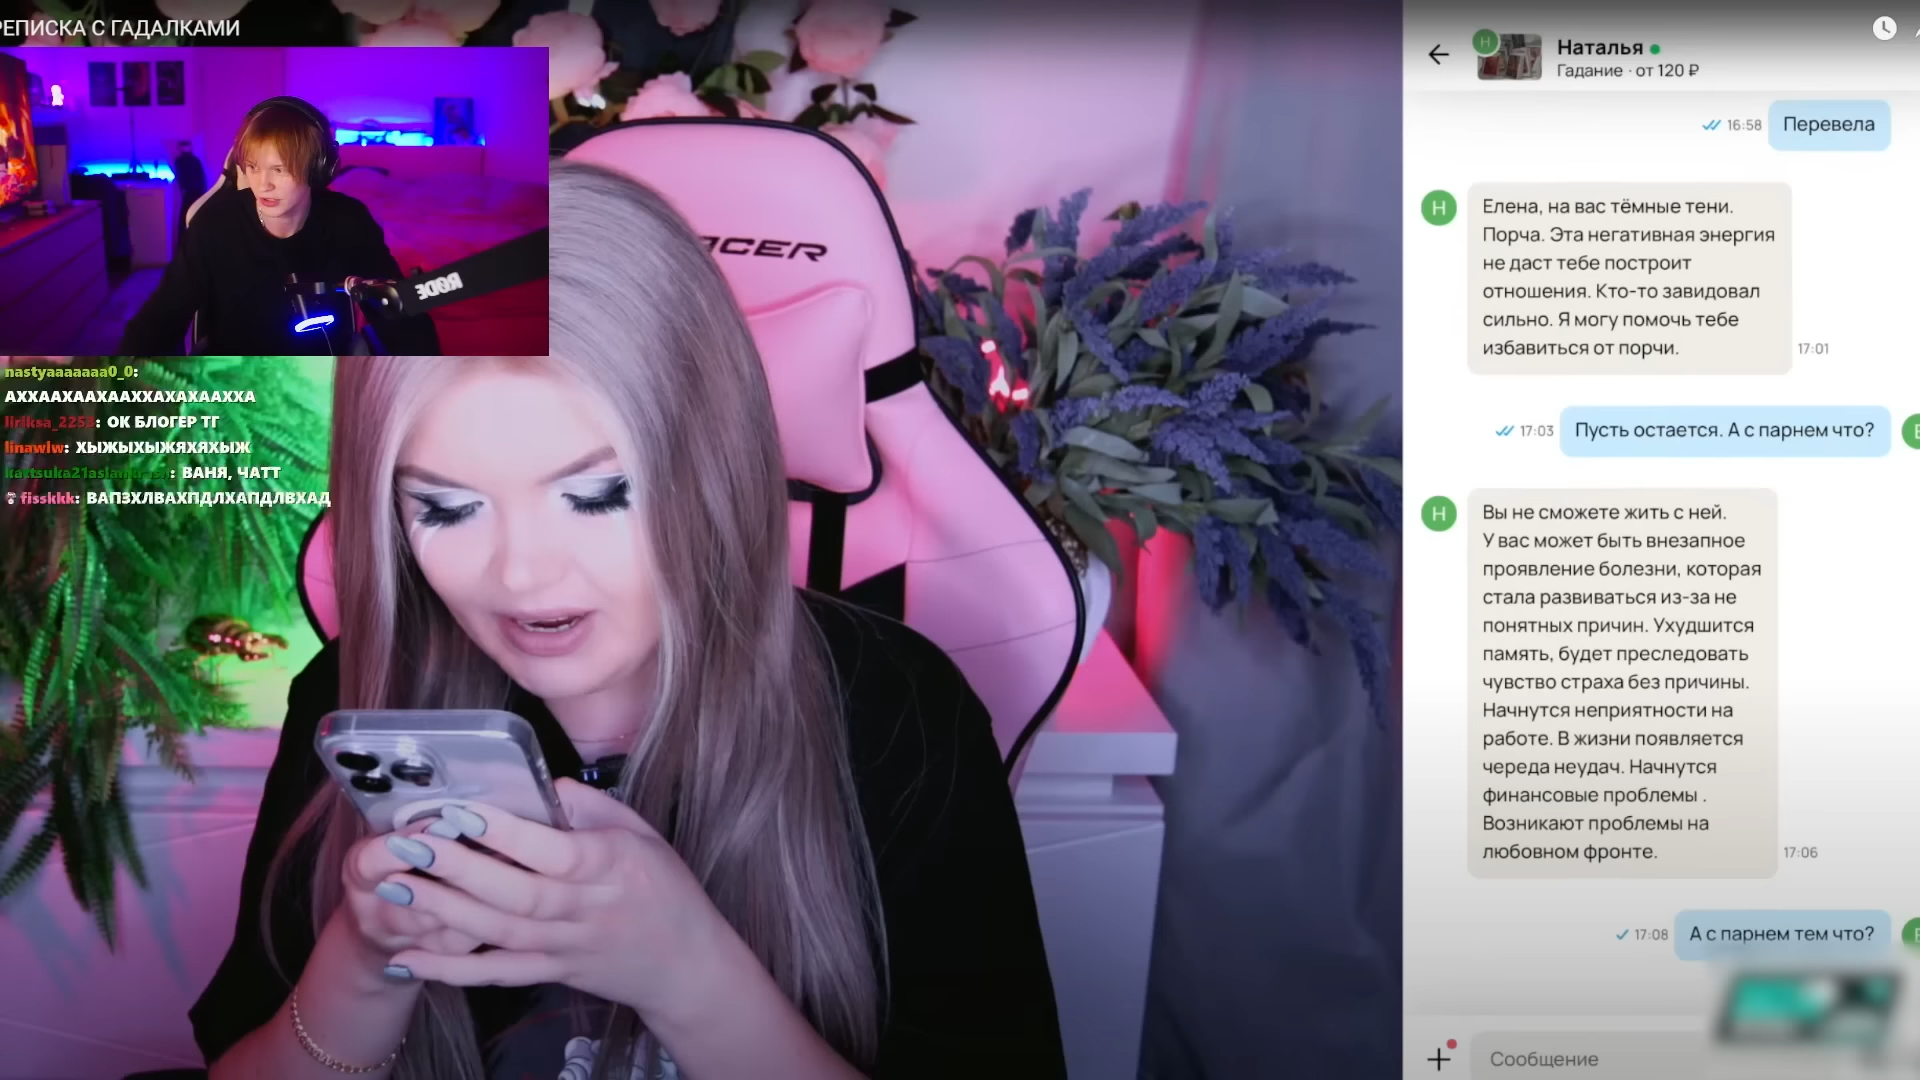 РЕПИСКА С ГАДАЛКАМИ
RODE
ACER
nastyaaaaaaa0_0:
АХХААХААХААХХАХАХААХХА
: ОК БЛОГЕР ТГ
linawlw: ХЫЖЫХЫЖЯХЯХЫЖ
: ВАНЯ, ЧАТТ
fisskkk: ВАПЗХЛВАХПДЛХАПДЛВХАД
Н
Наталья
Гадание · от 120 ₽
16:58
Перевела
Н
Елена, на вас тёмные тени.
Порча. Эта негативная энергия
не даст тебе построит
отношения. Кто-то завидовал
сильно. Я могу помочь тебе
избавиться от порчи.
17:01
17:03
Пусть остается. А с парнем что?
Н
Вы не сможете жить с ней.
У вас может быть внезапное
проявление болезни, которая
стала развиваться из-за не
понятных причин. Ухудшится
память, будет преследовать
чувство страха без причины.
Начнутся неприятности на
работе. В жизни появляется
череда неудач. Начнутся
финансовые проблемы .
Возникают проблемы на
любовном фронте.
17:06
17:08
А с парнем тем что?
Сообщение